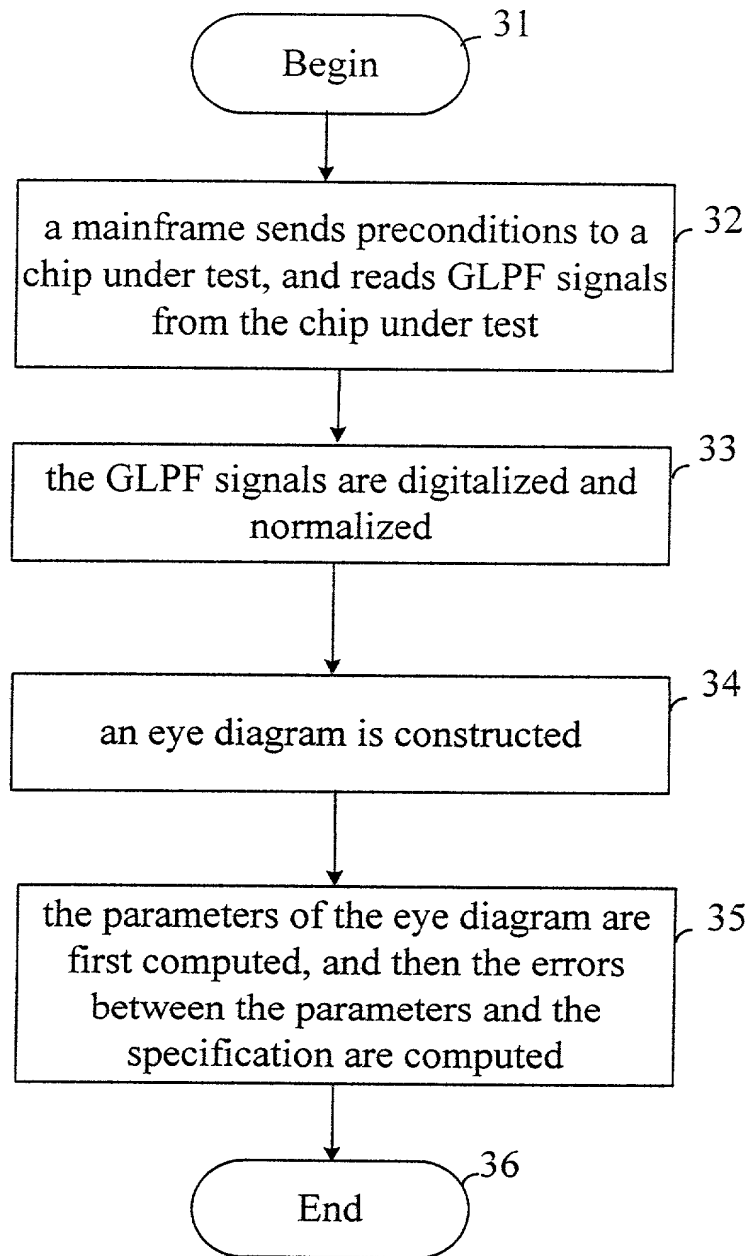 31
Begin
32
a mainframe sends preconditions to a
chip under test, and reads GLPF signals
from the chip under test
33
the GLPF signals are digitalized and
normalized
34
an eye diagram is constructed
35
the parameters of the eye diagram are
first computed, and then the errors
between the parameters and the
specification are computed
36
End